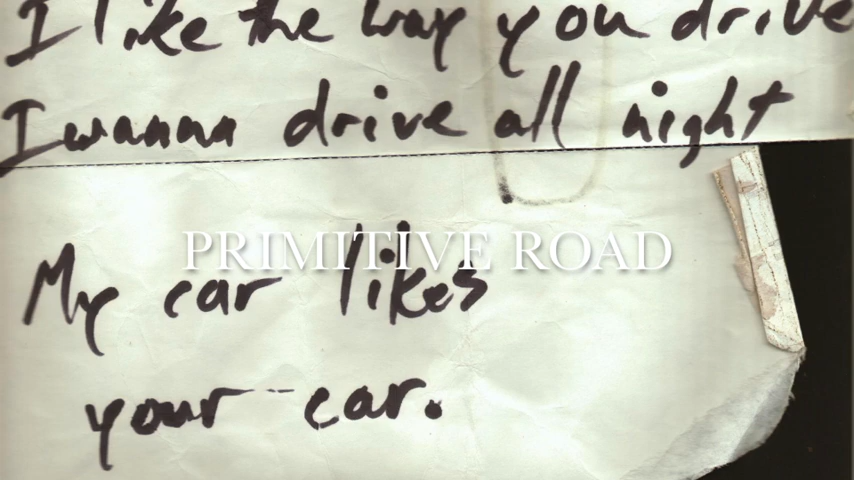 I like the way you drive
I wanna drive all night
PRIMITIVE ROAD
My car likes
your car.